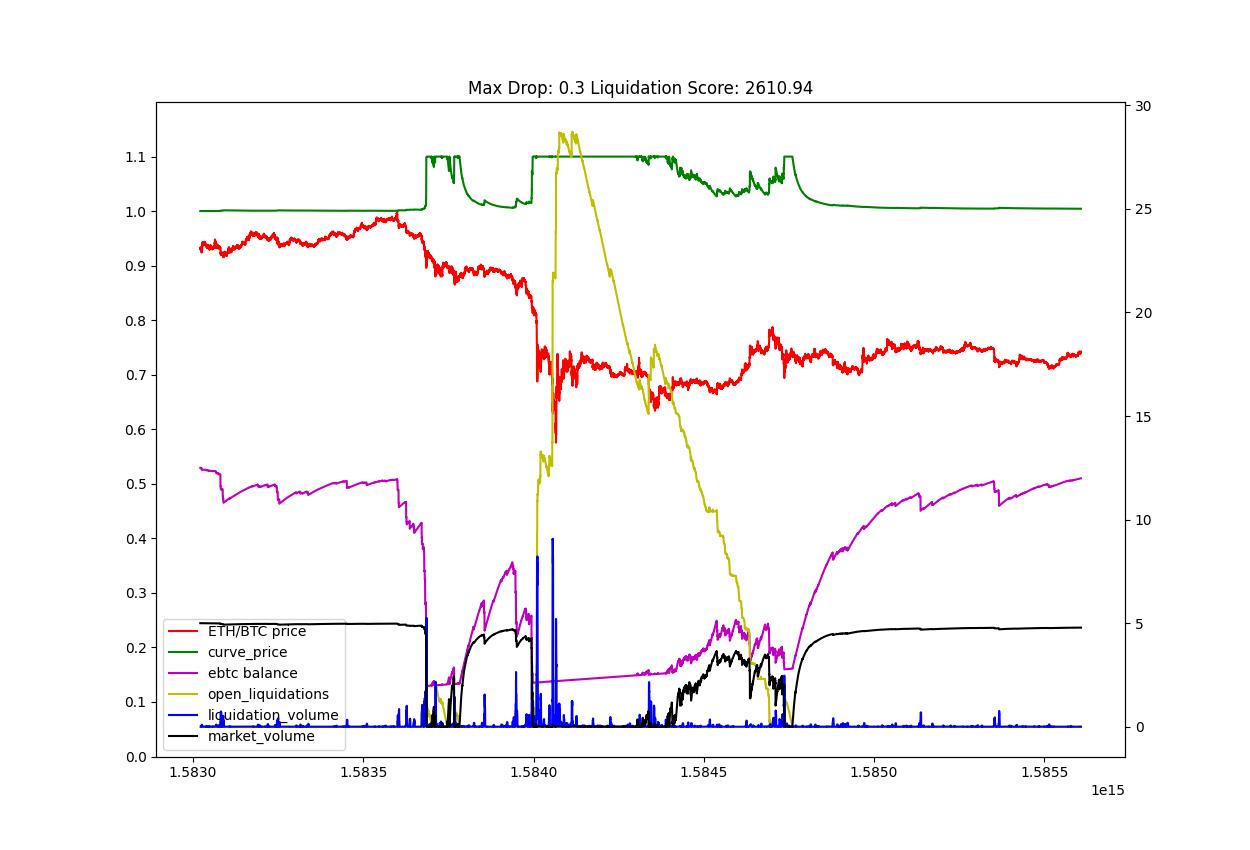 Max Drop: 0.3 Liquidation Score: 2610.94
30
1.1
1.0
25
0.9
0.8
20
0.7
0.6
15
0.5
10
0.4
0.3
5
0.2
0.1
0
0.0
ETH/BTC price
curve_price
ebtc balance
open_liquidations
liquidation_volume
market_volume
1.5830 1.5835 1.5840 1.5845 1.5850 1.5855
1e15